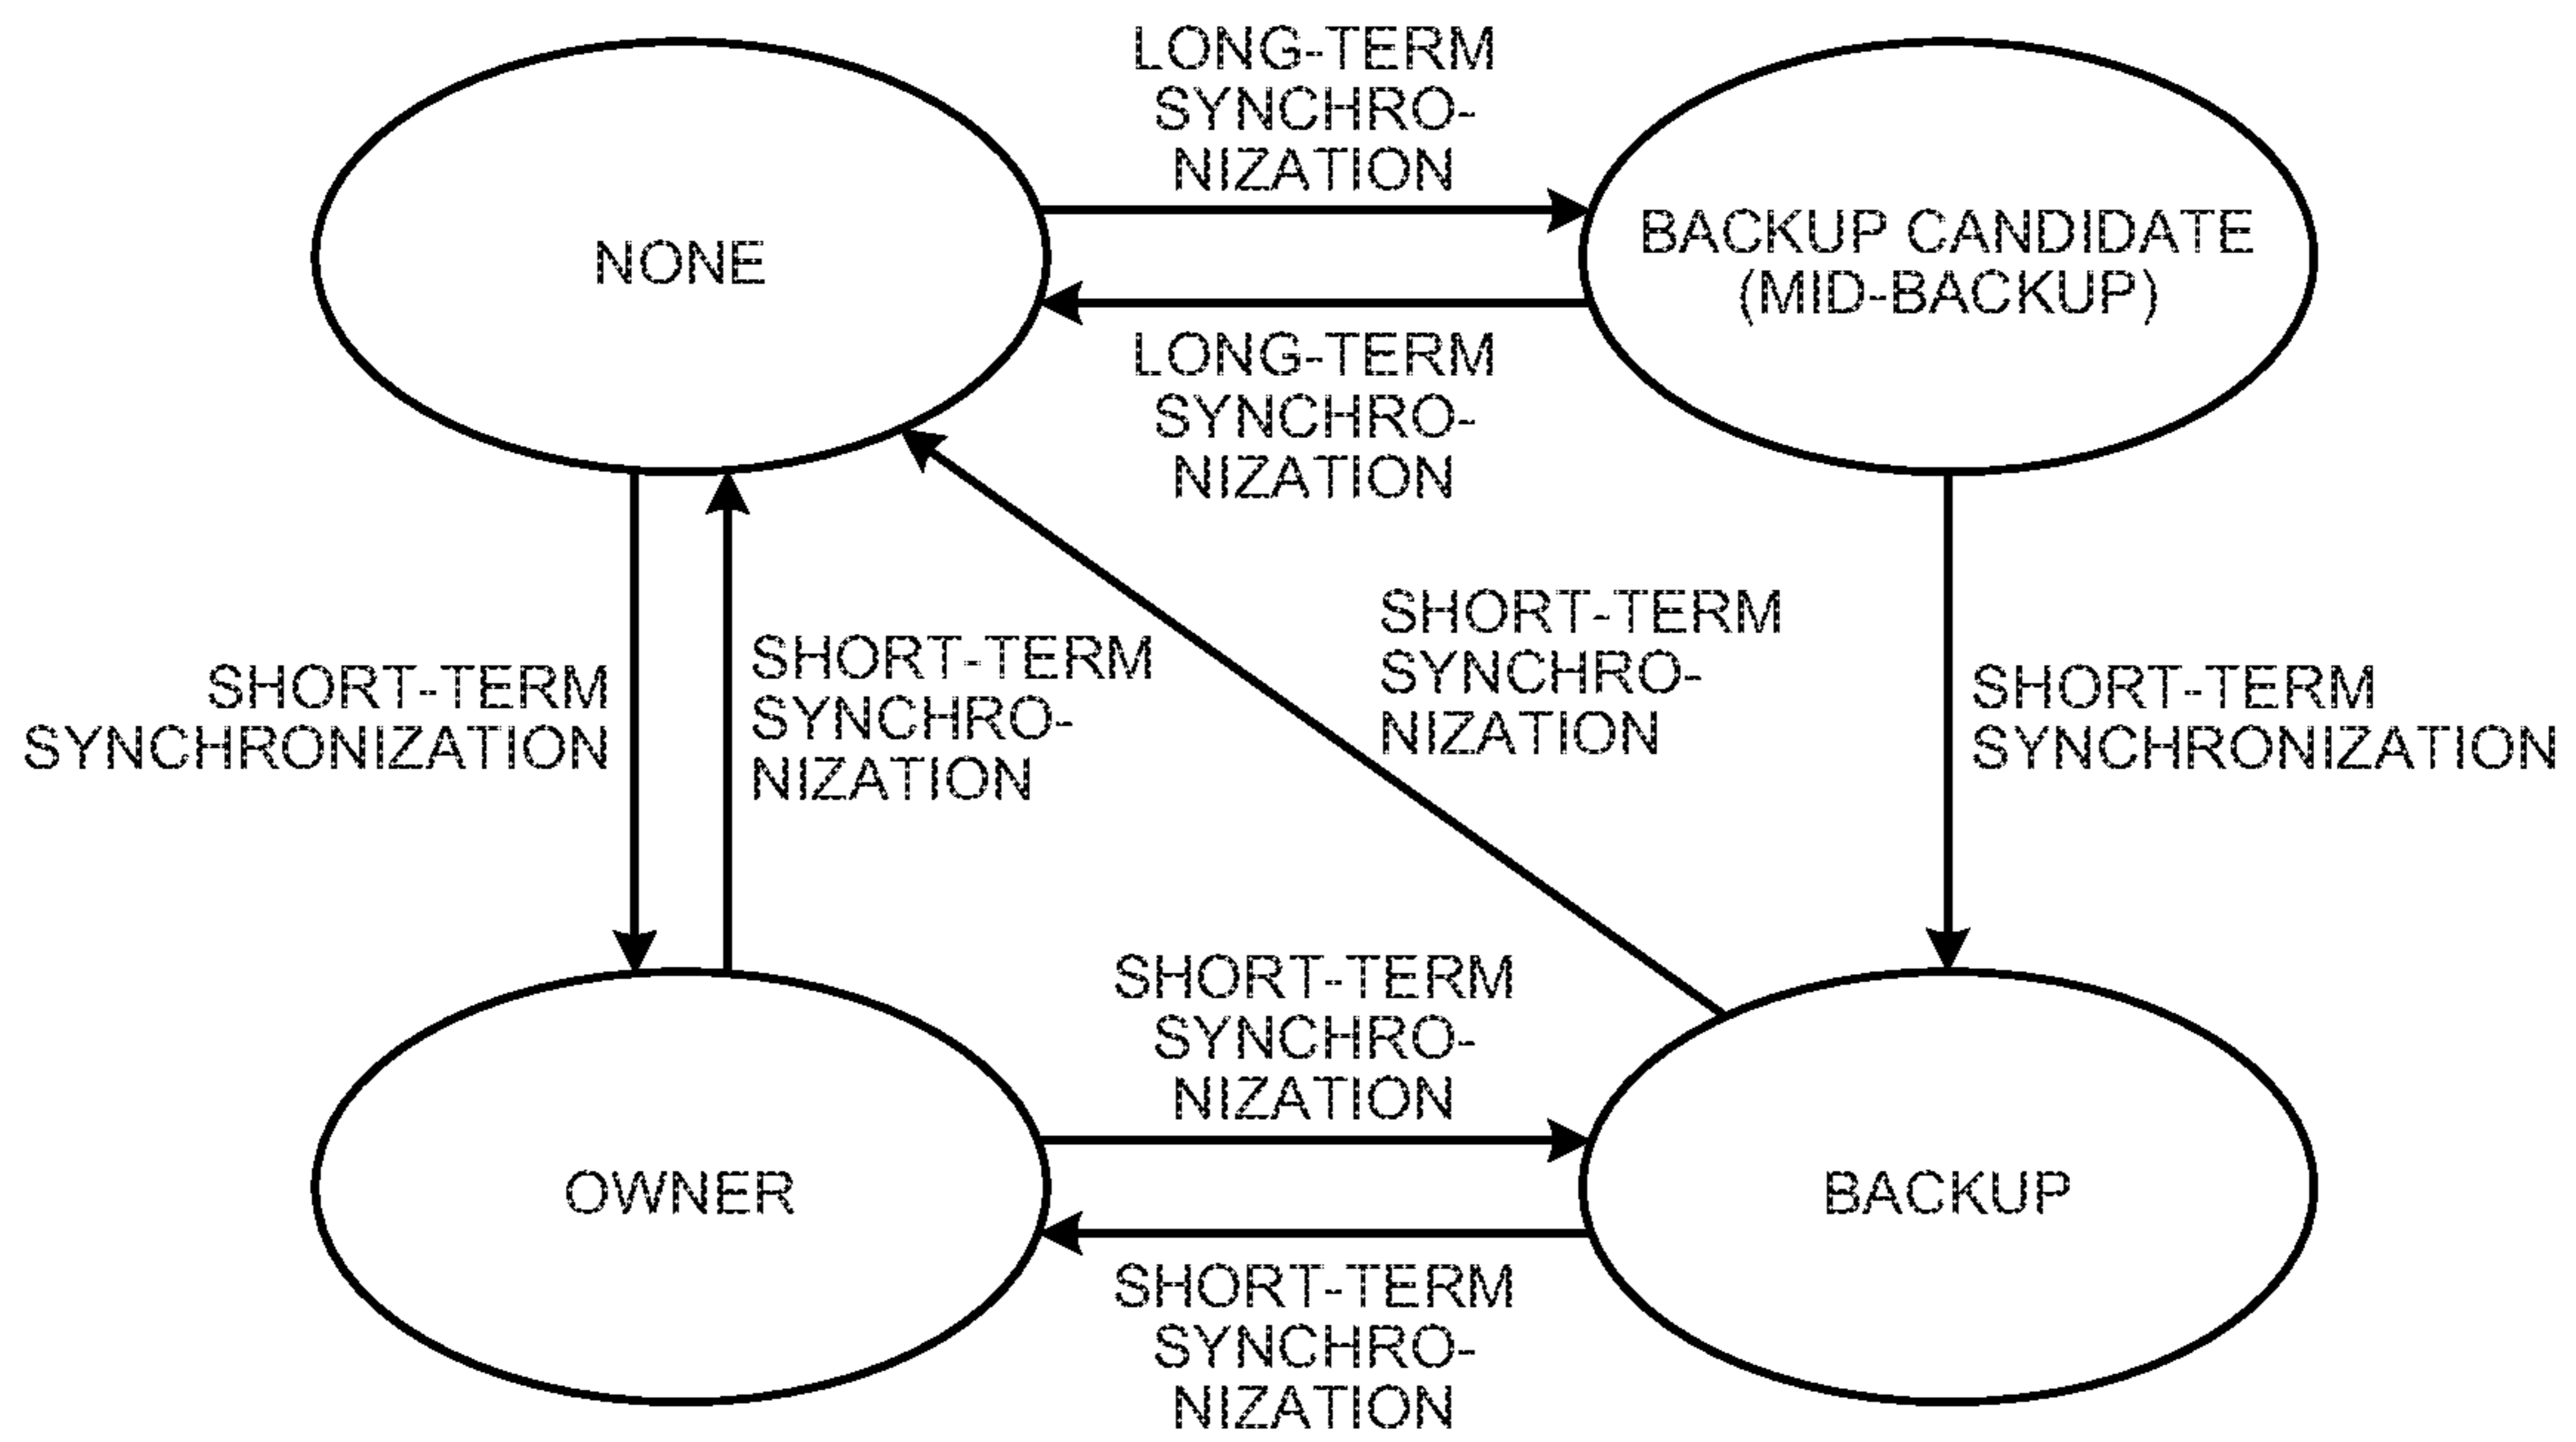 LONG-TERM
SYNCHRO-
NIZATION
NONE
BACKUP CANDIDATE
(MID-BACKUP)
LONG-TERM
SYNCHRO-
NIZATION
SHORT-TERM
SYNCHRONIZATION
SHORT-TERM
SYNCHRO-
NIZATION
SHORT-TERM
SYNCHRO-
NIZATION
SHORT-TERM
SYNCHRONIZATION
SHORT-TERM
SYNCHRO-
NIZATION
OWNER
BACKUP
SHORT-TERM
SYNCHRO-
NIZATION